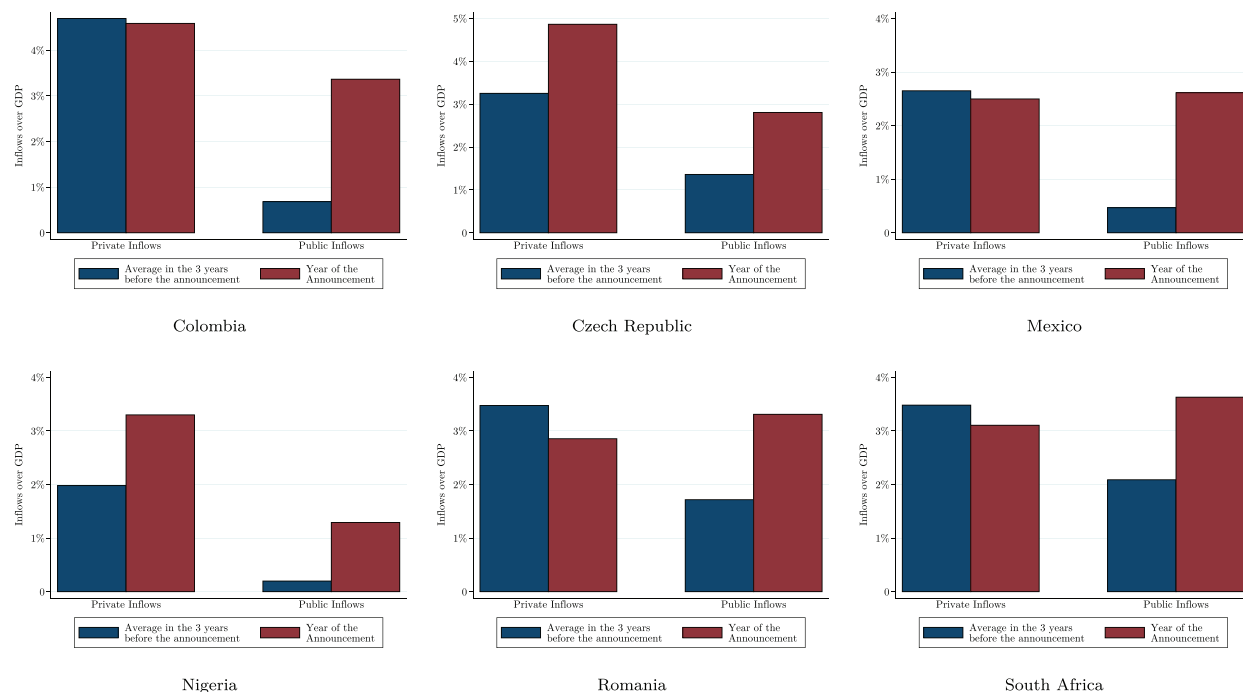 Inflows over GDP
4%
3%
2%
1%
0
Private Inflows
Public Inflows
Average in the 3 years
before the announcement
Year of the
Announcement
Colombia
Inflows over GDP
5%
4%
3%
2%
1%
0
Private Inflows
Public Inflows
Average in the 3 years
before the announcement
Year of the
Announcement
Czech Republic
Inflows over GDP
4%
3%
2%
1%
0
Private Inflows
Public Inflows
Average in the 3 years
before the announcement
Year of the
Announcement
Mexico
Inflows over GDP
4%
3%
2%
1%
0
Private Inflows
Public Inflows
Average in the 3 years
before the announcement
Year of the
Announcement
Nigeria
Inflows over GDP
4%
3%
2%
1%
0
Private Inflows
Public Inflows
Average in the 3 years
before the announcement
Year of the
Announcement
Romania
Inflows over GDP
4%
3%
2%
1%
0
Private Inflows
Public Inflows
Average in the 3 years
before the announcement
Year of the
Announcement
South Africa